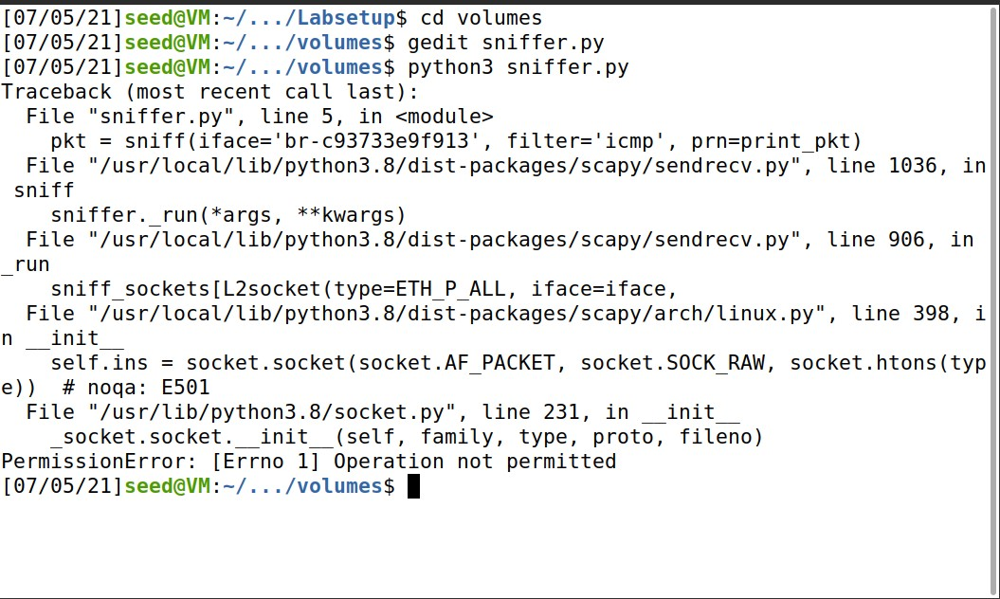 [07/05/21]seed@VM:~/.../Labsetup$ cd volumes
[07/05/21]seed@VM:~/.../volumes$ gedit sniffer.py
[07/05/21]seed@VM:~/.../volumes$ python3 sniffer.py
Traceback (most recent call last):
  File "sniffer.py", line 5, in <module>
    pkt = sniff(iface='br-c93733e9f913', filter='icmp', prn=print_pkt)
  File "/usr/local/lib/python3.8/dist-packages/scapy/sendrecv.py", line 1036, in
 sniff
    sniffer._run(*args, **kwargs)
  File "/usr/local/lib/python3.8/dist-packages/scapy/sendrecv.py", line 906, in
_run
    sniff_sockets[L2socket(type=ETH_P_ALL, iface=iface,
  File "/usr/local/lib/python3.8/dist-packages/scapy/arch/linux.py", line 398, i
n __init__
    self.ins = socket.socket(socket.AF_PACKET, socket.SOCK_RAW, socket.htons(typ
e))  # noqa: E501
  File "/usr/lib/python3.8/socket.py", line 231, in __init__
    _socket.socket.__init__(self, family, type, proto, fileno)
PermissionError: [Errno 1] Operation not permitted
[07/05/21]seed@VM:~/.../volumes$